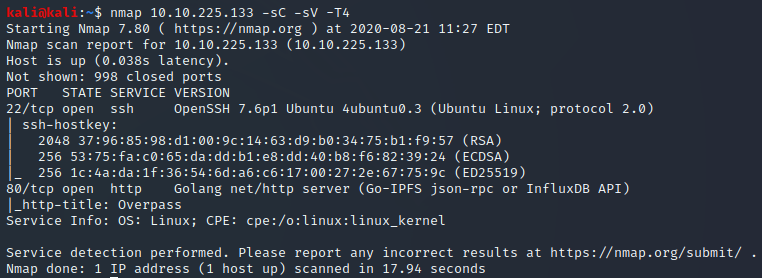 kali@kali:~$ nmap 10.10.225.133 -sC -sV -T4
Starting Nmap 7.80 ( https://nmap.org ) at 2020-08-21 11:27 EDT
Nmap scan report for 10.10.225.133 (10.10.225.133)
Host is up (0.038s latency).
Not shown: 998 closed ports
PORT   STATE SERVICE VERSION
22/tcp open  ssh     OpenSSH 7.6p1 Ubuntu 4ubuntu0.3 (Ubuntu Linux; protocol 2.0)
| ssh-hostkey:
|   2048 37:96:85:98:d1:00:9c:14:63:d9:b0:34:75:b1:f9:57 (RSA)
|   256 53:75:fa:c0:65:da:dd:b1:e8:dd:40:b8:f6:82:39:24 (ECDSA)
|_  256 1c:4a:da:1f:36:54:6d:a6:c6:17:00:27:2e:67:75:9c (ED25519)
80/tcp open  http    Golang net/http server (Go-IPFS json-rpc or InfluxDB API)
|_http-title: Overpass
Service Info: OS: Linux; CPE: cpe:/o:linux:linux_kernel
Service detection performed. Please report any incorrect results at https://nmap.org/submit/ .
Nmap done: 1 IP address (1 host up) scanned in 17.94 seconds